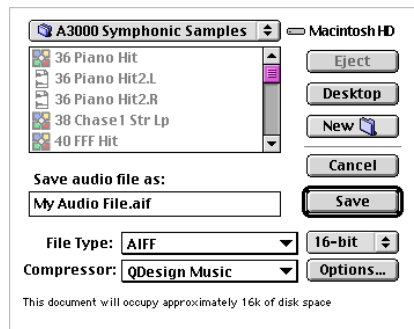 A3000 Symphonic Samples
Macintosh HD
36 Piano Hit
36 Piano Hit2.L
36 Piano Hit2.R
38 Chase1 Str Lp
40 FFF Hit
Eject
Desktop
New
Cancel
Save
Save audio file as:
My Audio File.aif
File Type: AIFF
16-bit
Compressor: QDesign Music
Options...
This document will occupy approximately 16k of disk space